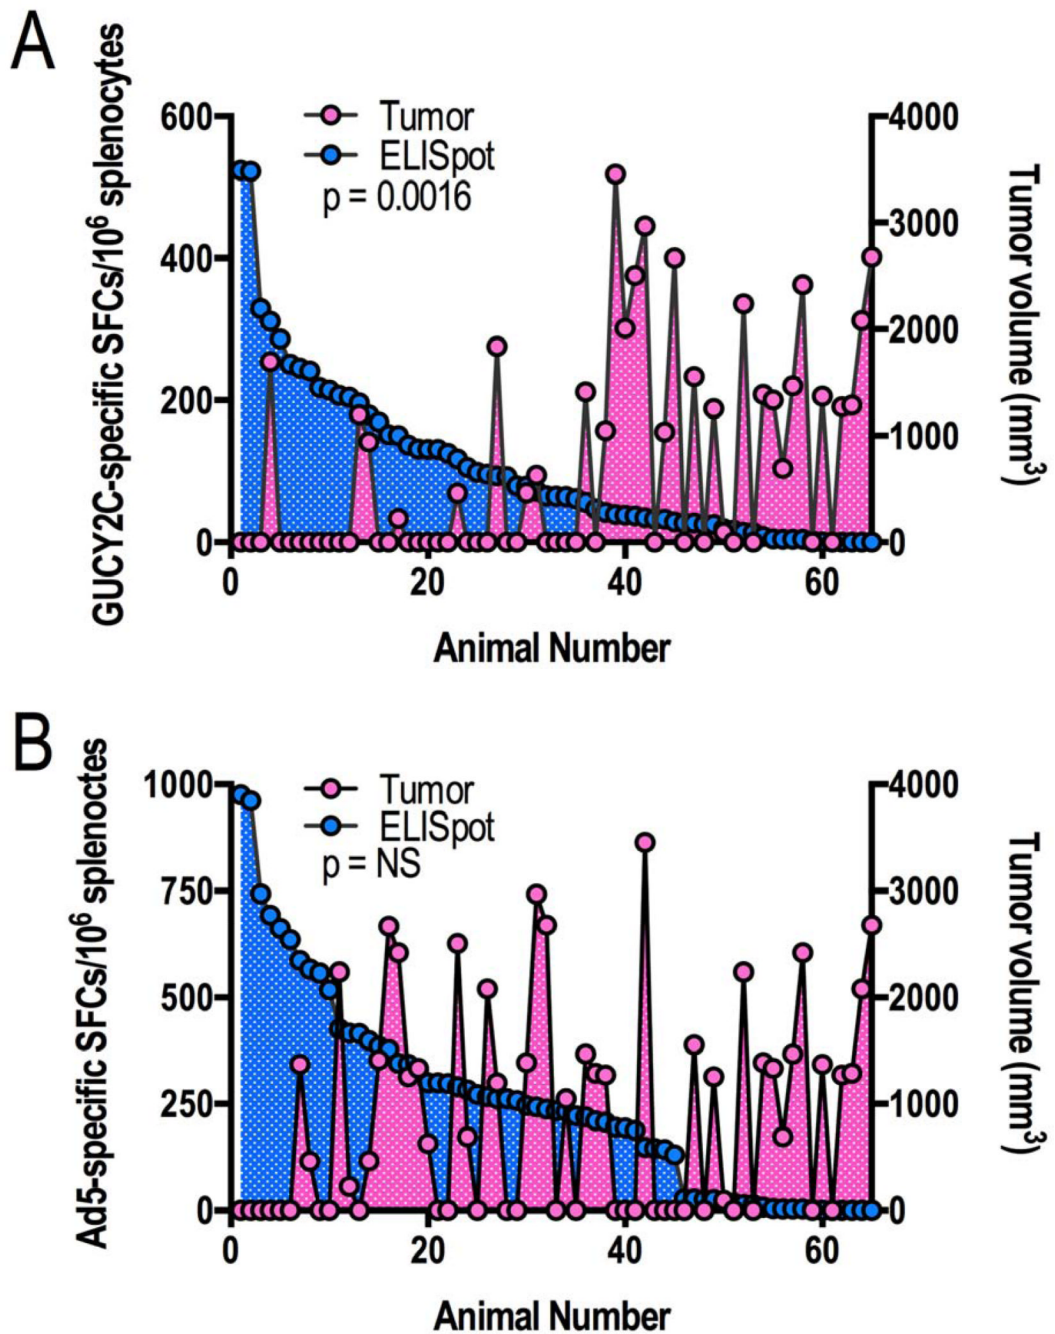 A
GUCY2C-specific SFCs/10⁶ splenocytes
600
400
200
0
Tumor
ELISpot
p = 0.0016
4000
3000
2000
1000
0
Tumor volume (mm³)
0 20 40 60
Animal Number
B
Ad5-specific SFCs/10⁶ splenoctes
1000
750
500
250
0
Tumor
ELISpot
p = NS
4000
3000
2000
1000
0
Tumor volume (mm³)
0 20 40 60
Animal Number